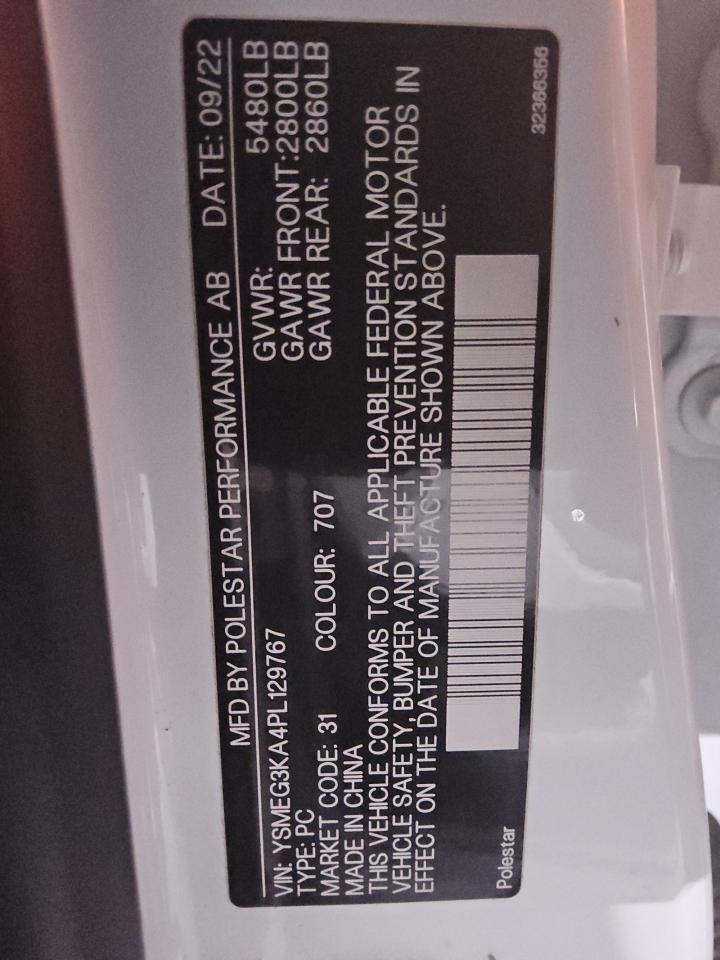 MFD BY POLESTAR PERFORMANCE AB DATE: 09/22
GVWR: 5480LB
GAWR FRONT:2800LB
GAWR REAR: 2860LB
VIN: YSMEG3KA4PL129767
TYPE: PC
MARKET CODE: 31 COLOUR: 707
MADE IN CHINA
THIS VEHICLE CONFORMS TO ALL APPLICABLE FEDERAL MOTOR
VEHICLE SAFETY, BUMPER AND THEFT PREVENTION STANDARDS IN
EFFECT ON THE DATE OF MANUFACTURE SHOWN ABOVE.
Polestar 32366366